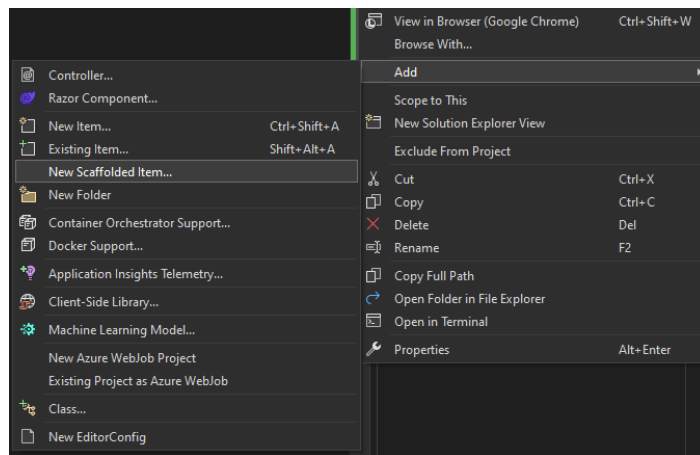 View in Browser (Google Chrome) Ctrl+Shift+W
Browse With...
Add
Scope to This
New Solution Explorer View
Exclude From Project
Cut Ctrl+X
Copy Ctrl+C
Delete Del
Rename F2
Copy Full Path
Open Folder in File Explorer
Open in Terminal
Properties Alt+Enter
Controller...
Razor Component...
New Item... Ctrl+Shift+A
Existing Item... Shift+Alt+A
New Scaffolded Item...
New Folder
Container Orchestrator Support...
Docker Support...
Application Insights Telemetry...
Client-Side Library...
Machine Learning Model...
New Azure WebJob Project
Existing Project as Azure WebJob
Class...
New EditorConfig